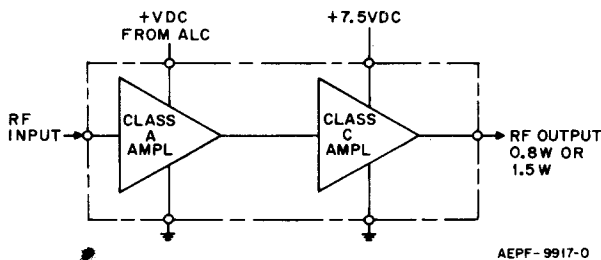 +VDC
FROM ALC
+7.5VDC
RF
INPUT
CLASS
A
AMPL
CLASS
C
AMPL
RF OUTPUT
0.8W OR
1.5W
AEPF-9917-O